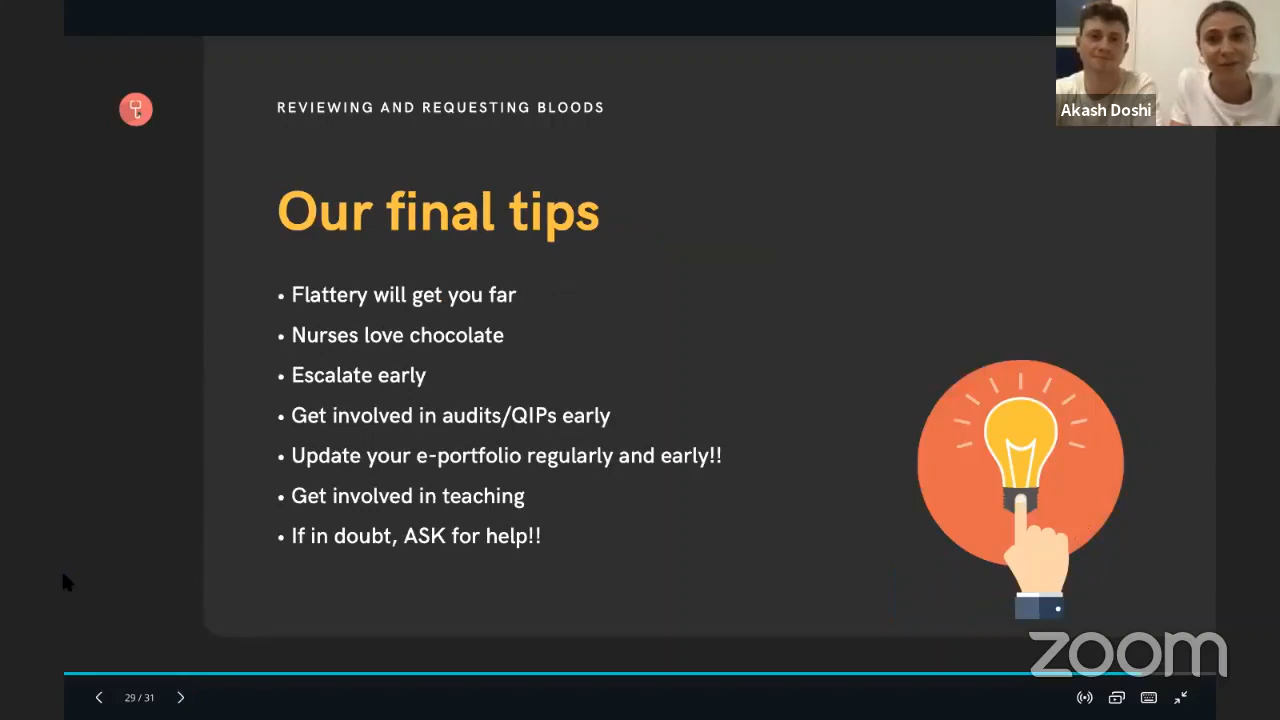 REVIEWING AND REQUESTING BLOODS
Akash Doshi
Our final tips
• Flattery will get you far
• Nurses love chocolate
• Escalate early
• Get involved in audits/QIPs early
• Update your e-portfolio regularly and early!!
• Get involved in teaching
• If in doubt, ASK for help!!
zoom
29 / 31